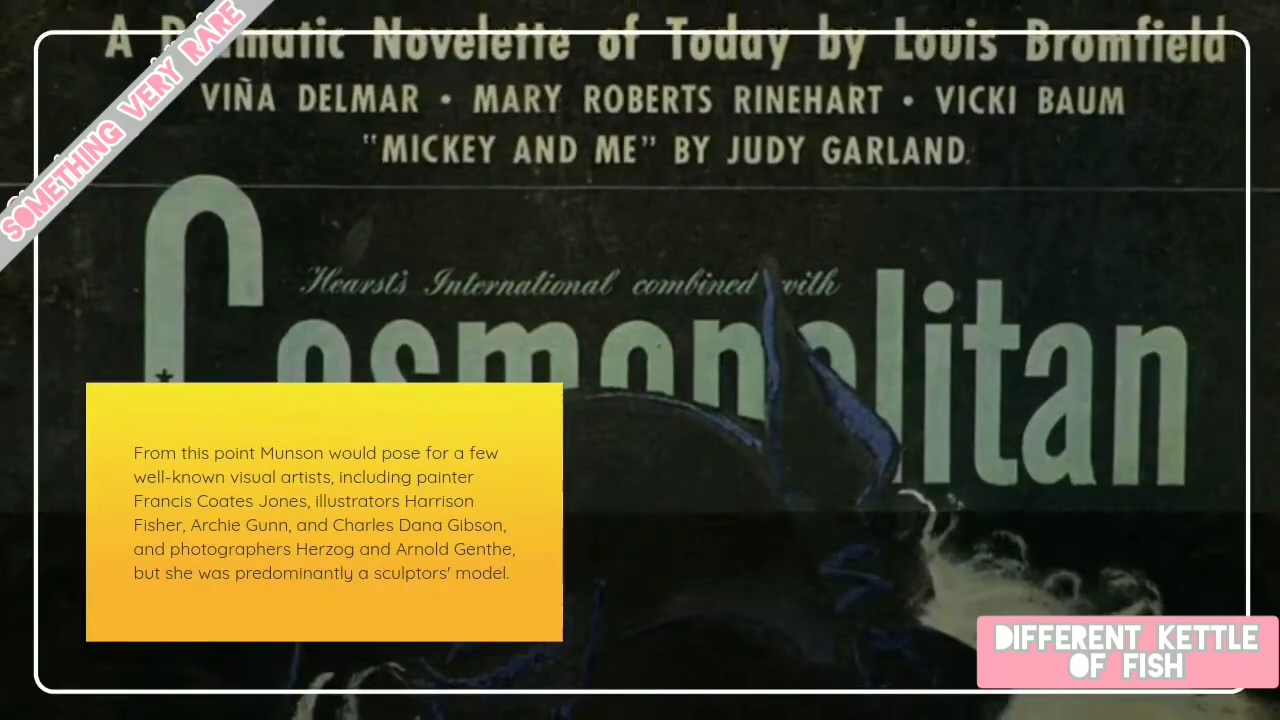 A Dramatic Novelette of Today by Louis Bromfield
VIÑA DELMAR • MARY ROBERTS RINEHART • VICKI BAUM
"MICKEY AND ME" BY JUDY GARLAND.
SOMETHING VERY RARE
Hearst's International combined with
Cosmopolitan
From this point Munson would pose for a few
well-known visual artists, including painter
Francis Coates Jones, illustrators Harrison
Fisher, Archie Gunn, and Charles Dana Gibson,
and photographers Herzog and Arnold Genthe,
but she was predominantly a sculptors' model.
DIFFERENT KETTLE
OF FISH